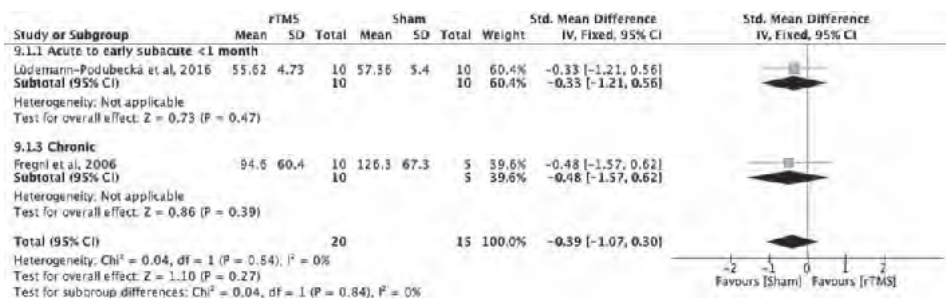 rTMS Sham Std. Mean Difference Std. Mean Difference
Study or Subgroup Mean SD Total Mean SD Total Weight IV, Fixed, 95% CI IV, Fixed, 95% CI
9.1.1 Acute to early subacute <1 month
Lüdemann-Podubecká et al, 2016 55.62 4.73 10 57.36 5.4 10 60.4% -0.33 [-1.21, 0.56]
Subtotal (95% CI) 10 10 60.4% -0.33 [-1.21, 0.56]
Heterogeneity: Not applicable
Test for overall effect: Z = 0.73 (P = 0.47)
9.1.3 Chronic
Fregni et al, 2006 94.6 60.4 10 126.3 67.3 5 39.6% -0.48 [-1.57, 0.62]
Subtotal (95% CI) 10 5 39.6% -0.48 [-1.57, 0.62]
Heterogeneity: Not applicable
Test for overall effect: Z = 0.86 (P = 0.39)
Total (95% CI) 20 15 100.0% -0.39 [-1.07, 0.30]
Heterogeneity: Chi² = 0.04, df = 1 (P = 0.84); I² = 0%
Test for overall effect: Z = 1.10 (P = 0.27)
Test for subgroup differences: Chi² = 0.04, df = 1 (P = 0.84), I² = 0%
-2 -1 0 1 2
Favours [Sham] Favours [rTMS]